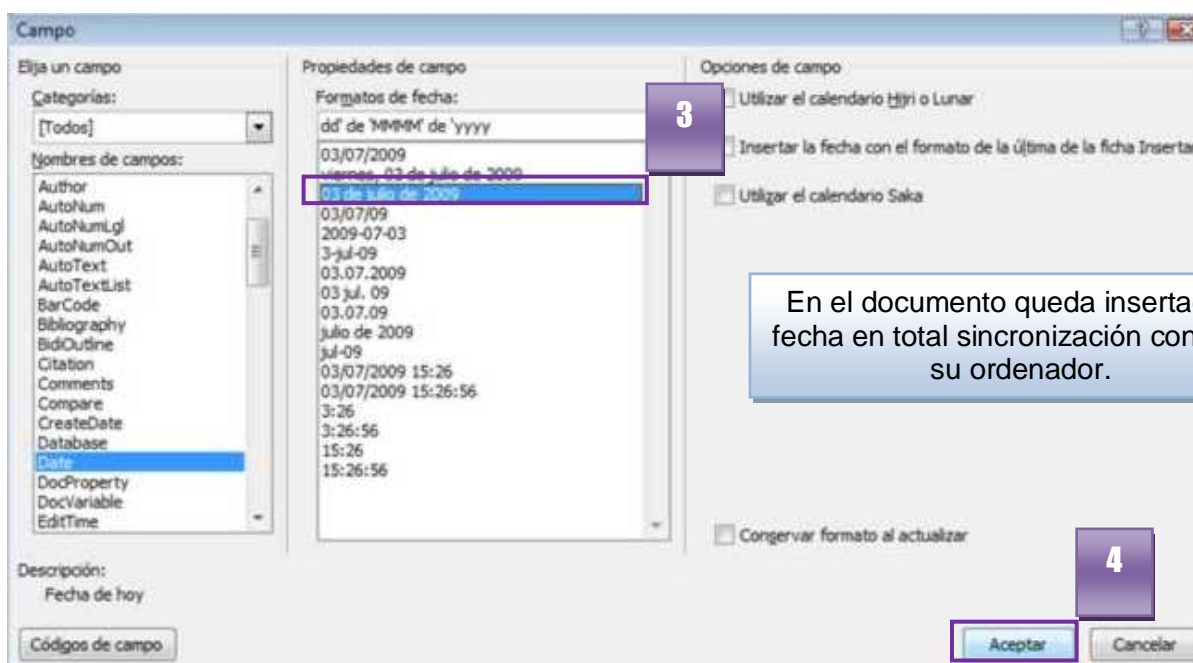 Campo
Elija un campo
Categorías:
[Todos]
Nombres de campos:
Author
AutoNum
AutoNumLgl
AutoNumOut
AutoText
AutoTextList
BarCode
Bibliography
BidiOutline
Citation
Comments
Compare
CreateDate
Database
Date
DocProperty
DocVariable
EditTime
Propiedades de campo
Formatos de fecha:
dd' de 'MMMM' de 'yyyy
03/07/2009
viernes, 03 de julio de 2009
03 de julio de 2009
03/07/09
2009-07-03
3-jul-09
03.07.2009
03 jul. 09
03.07.09
julio de 2009
jul-09
03/07/2009 15:26
03/07/2009 15:26:56
3:26
3:26:56
15:26
15:26:56
3
Opciones de campo
Utilizar el calendario Hijri o Lunar
Insertar la fecha con el formato de la última de la ficha Insertar
Utilizar el calendario Saka
En el documento queda inserta
fecha en total sincronización con
su ordenador.
Conservar formato al actualizar
4
Descripción:
Fecha de hoy
Códigos de campo
Aceptar
Cancelar